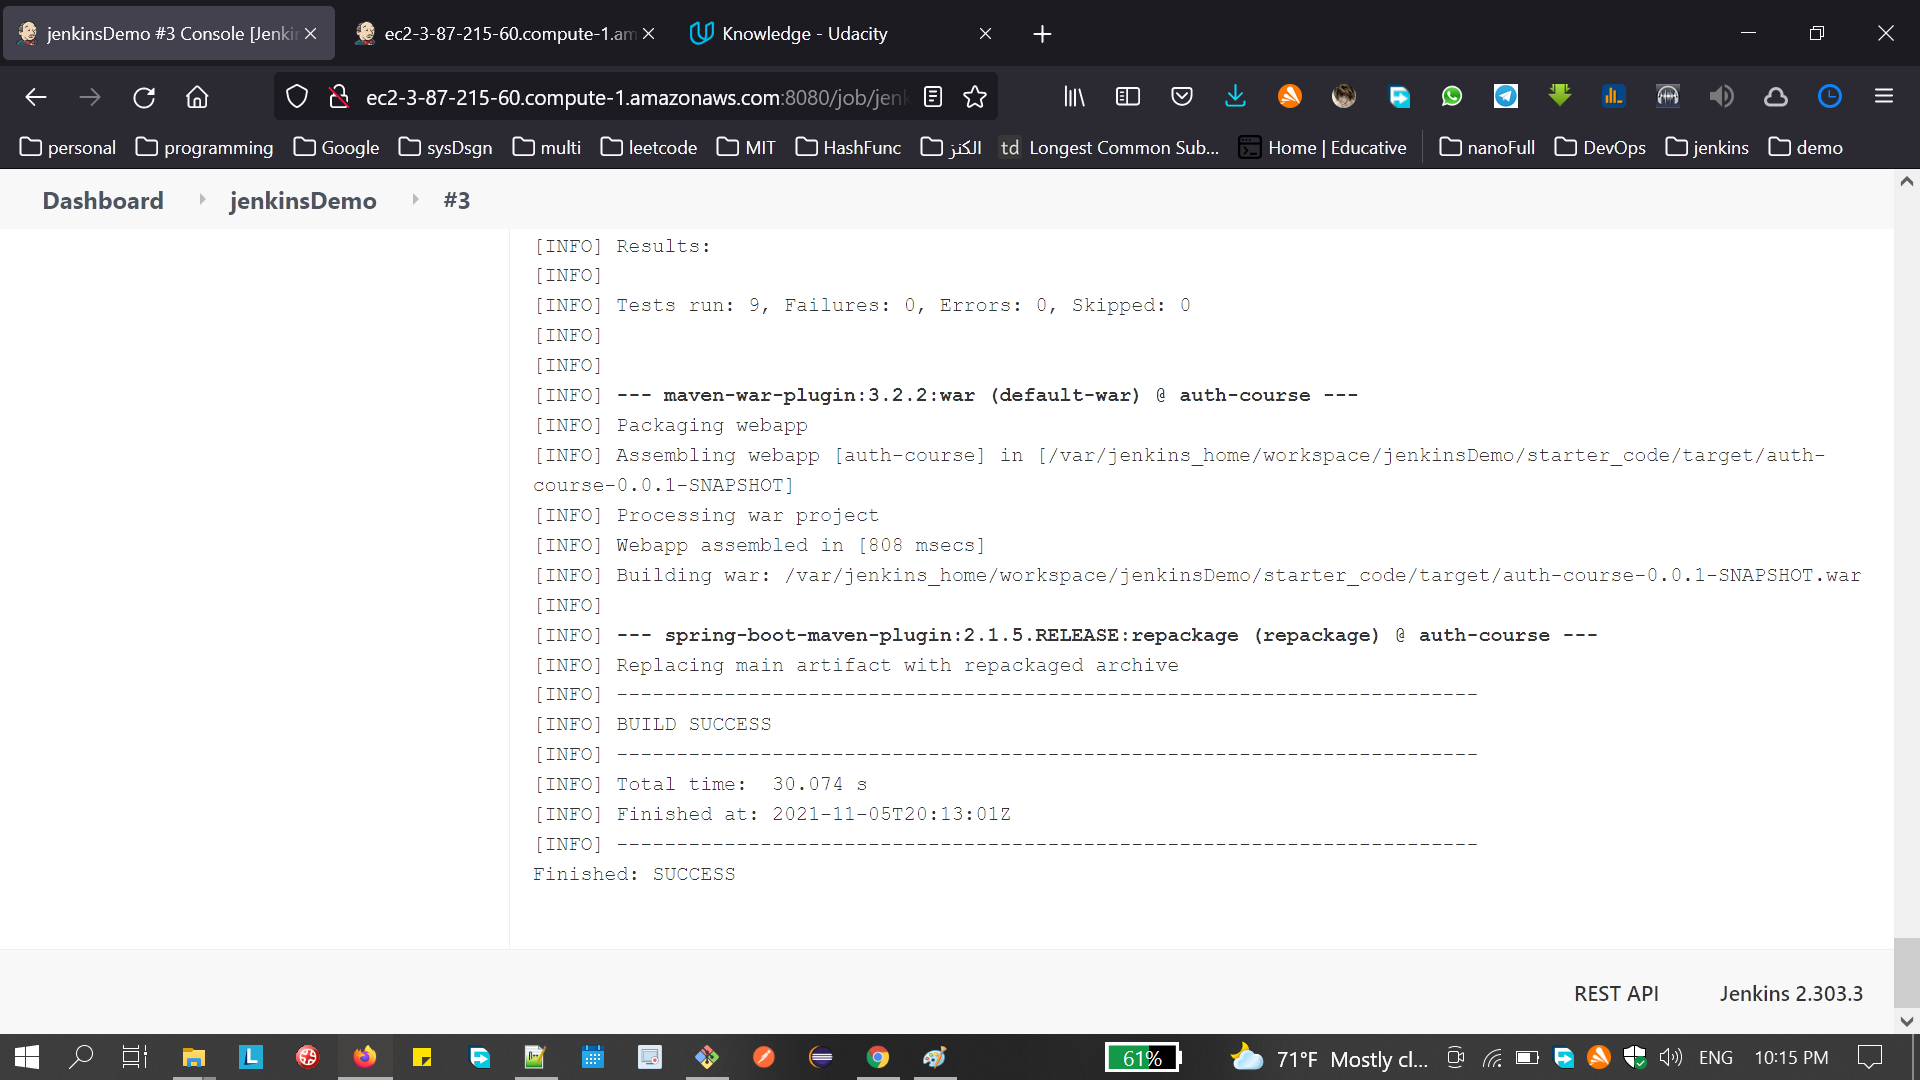 jenkinsDemo #3 Console [Jenki
ec2-3-87-215-60.compute-1.am
Knowledge - Udacity
ec2-3-87-215-60.compute-1.amazonaws.com:8080/job/jenk
personal
programming
Google
sysDsgn
multi
leetcode
MIT
HashFunc
الكنز
td Longest Common Sub...
Home | Educative
nanoFull
DevOps
jenkins
demo
Dashboard
jenkinsDemo
#3
[INFO] Results:
[INFO]
[INFO] Tests run: 9, Failures: 0, Errors: 0, Skipped: 0
[INFO]
[INFO]
[INFO] --- maven-war-plugin:3.2.2:war (default-war) @ auth-course ---
[INFO] Packaging webapp
[INFO] Assembling webapp [auth-course] in [/var/jenkins_home/workspace/jenkinsDemo/starter_code/target/auth-
course-0.0.1-SNAPSHOT]
[INFO] Processing war project
[INFO] Webapp assembled in [808 msecs]
[INFO] Building war: /var/jenkins_home/workspace/jenkinsDemo/starter_code/target/auth-course-0.0.1-SNAPSHOT.war
[INFO]
[INFO] --- spring-boot-maven-plugin:2.1.5.RELEASE:repackage (repackage) @ auth-course ---
[INFO] Replacing main artifact with repackaged archive
[INFO] ------------------------------------------------------------------------
[INFO] BUILD SUCCESS
[INFO] ------------------------------------------------------------------------
[INFO] Total time:  30.074 s
[INFO] Finished at: 2021-11-05T20:13:01Z
[INFO] ------------------------------------------------------------------------
Finished: SUCCESS
REST API
Jenkins 2.303.3
L
61%
71°F Mostly cl...
ENG
10:15 PM